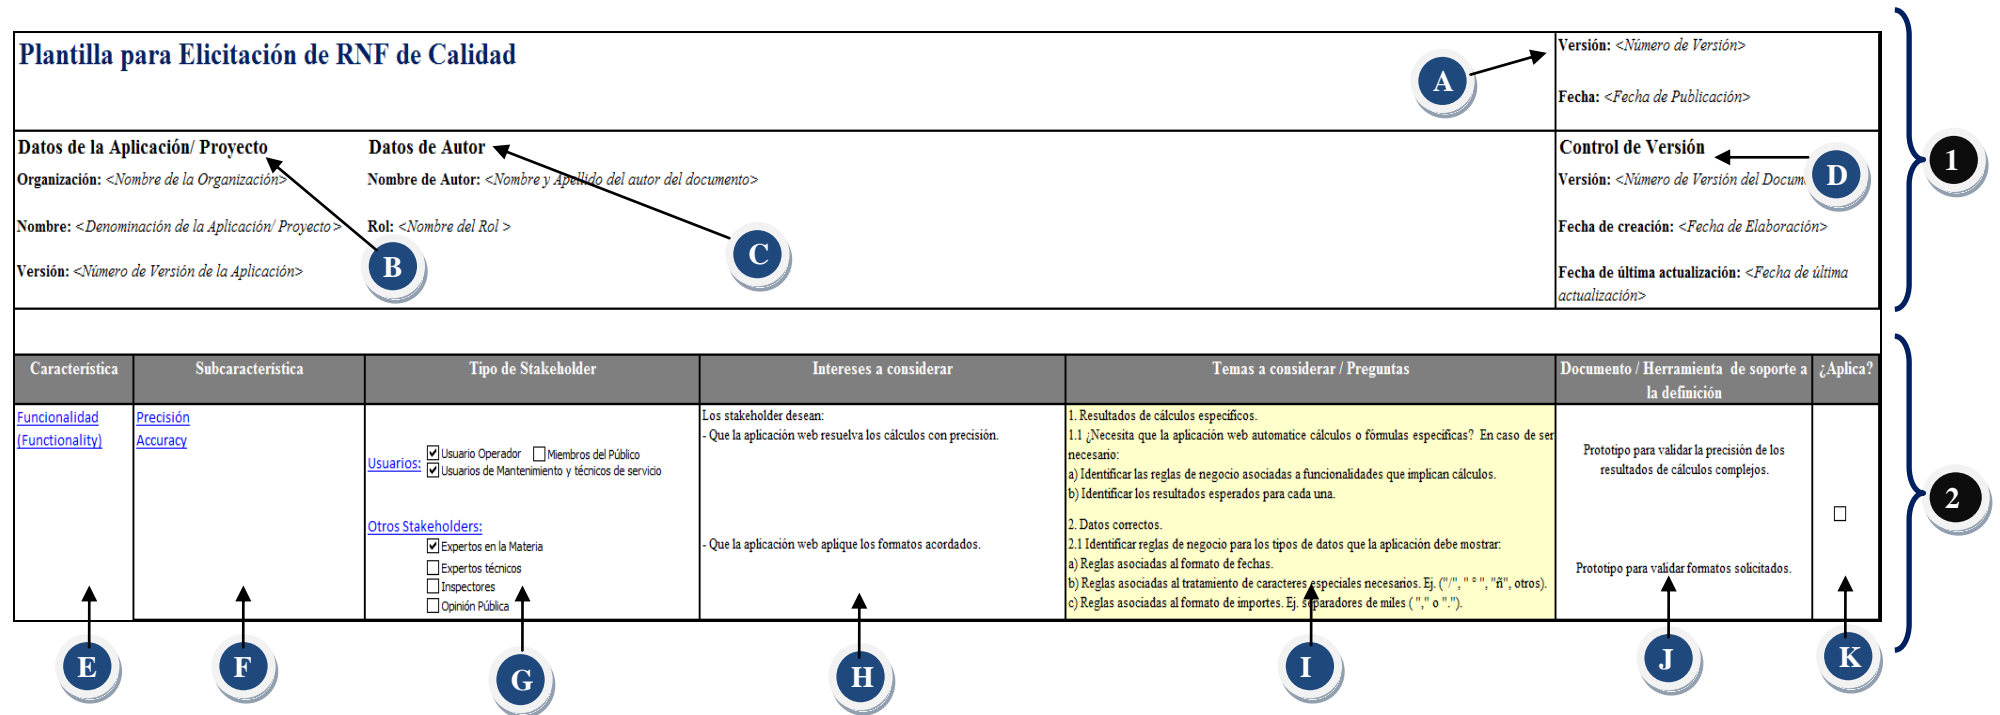 Plantilla para Elicitación de RNF de Calidad
Versión: <Número de Versión>
Fecha: <Fecha de Publicación>
A
Datos de la Aplicación/ Proyecto
Organización: <Nombre de la Organización>
Nombre: <Denominación de la Aplicación/ Proyecto>
Versión: <Número de Versión de la Aplicación>
B
Datos de Autor
Nombre de Autor: <Nombre y Apellido del autor del documento>
Rol: <Nombre del Rol >
C
Control de Versión
Versión: <Número de Versión del
Fecha de creación: <Fecha de Elaboración>
Fecha de última actualización: <Fecha de última
actualización>
D
1
Característica
Subcaracterística
Tipo de Stakeholder
Intereses a considerar
Temas a considerar / Preguntas
Documento / Herramienta de soporte a
la definición
¿Aplica?
Funcionalidad
(Functionality)
Precisión
Accuracy
Usuarios:
Usuario Operador
Miembros del Público
Usuarios de Mantenimiento y técnicos de servicio
Otros Stakeholders:
Expertos en la Materia
Expertos técnicos
Inspectores
Opinión Pública
Los stakeholder desean:
- Que la aplicación web resuelva los cálculos con precisión.
- Que la aplicación web aplique los formatos acordados.
1. Resultados de cálculos específicos.
1.1 ¿Necesita que la aplicación web automatice cálculos o fórmulas específicas? En caso de ser
necesario:
a) Identificar las reglas de negocio asociadas a funcionalidades que implican cálculos.
b) Identificar los resultados esperados para cada una.
2. Datos correctos.
2.1 Identificar reglas de negocio para los tipos de datos que la aplicación debe mostrar:
a) Reglas asociadas al formato de fechas.
b) Reglas asociadas al tratamiento de caracteres especiales necesarios. Ej. ("/", " ° ", "ñ", otros).
c) Reglas asociadas al formato de importes. Ej. separadores de miles ( "," o ".").
Prototipo para validar la precisión de los
resultados de cálculos complejos.
Prototipo para validar formatos solicitados.
2
E
F
G
H
I
J
K